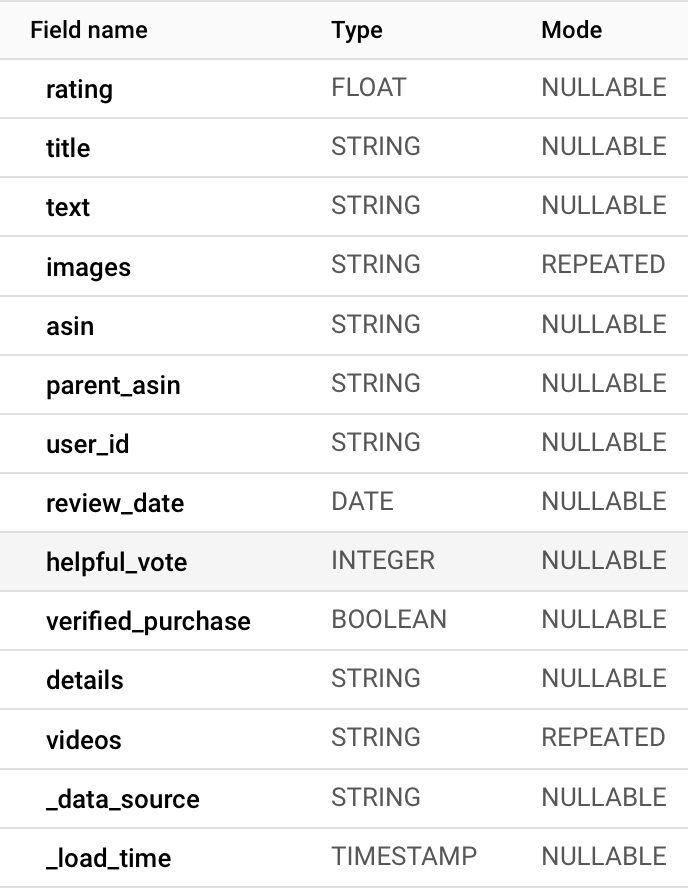 Field name Type Mode
rating FLOAT NULLABLE
title STRING NULLABLE
text STRING NULLABLE
images STRING REPEATED
asin STRING NULLABLE
parent_asin STRING NULLABLE
user_id STRING NULLABLE
review_date DATE NULLABLE
helpful_vote INTEGER NULLABLE
verified_purchase BOOLEAN NULLABLE
details STRING NULLABLE
videos STRING REPEATED
_data_source STRING NULLABLE
_load_time TIMESTAMP NULLABLE